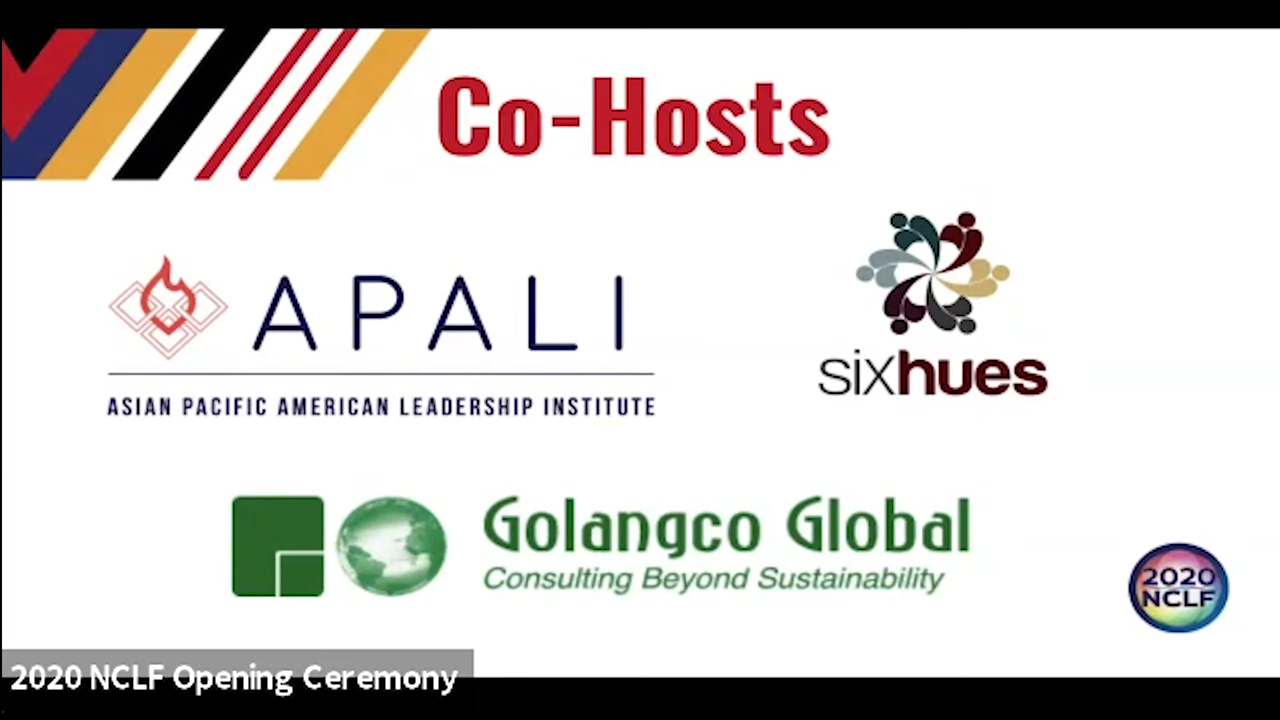 Co-Hosts
APALI
ASIAN PACIFIC AMERICAN LEADERSHIP INSTITUTE
sixhues
Golangco Global
Consulting Beyond Sustainability
2020
NCLF
2020 NCLF Opening Ceremony